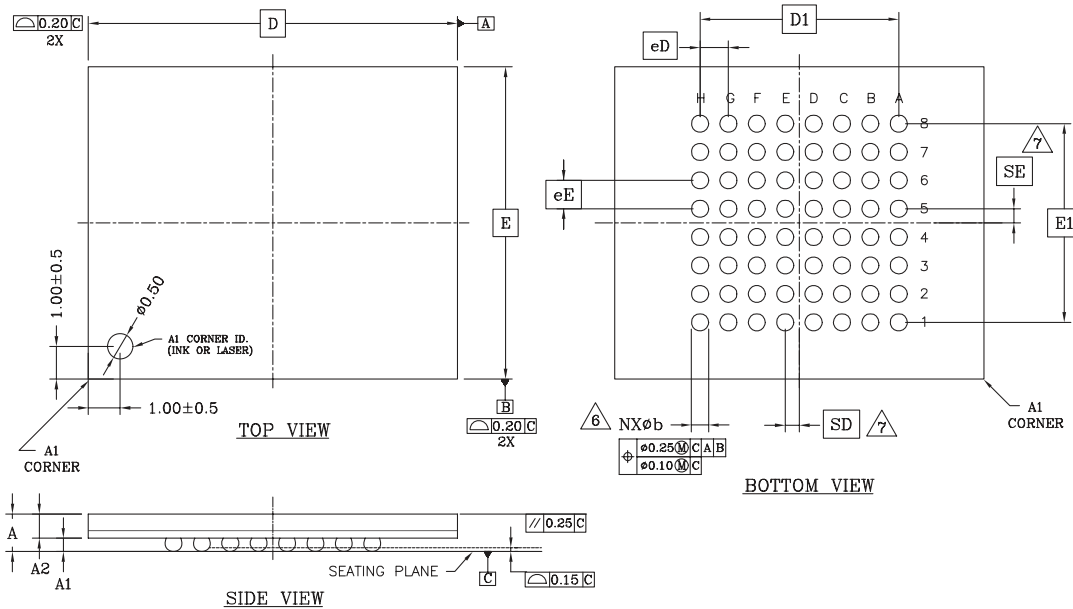 ⌓ 0.20 C
2X
D
A
E
1.00±0.5
ø0.50
A1 CORNER ID.
(INK OR LASER)
1.00±0.5
B
⌓ 0.20 C
2X
A1
CORNER
TOP VIEW
D1
eD
H G F E D C B A
8
7
6
5
4
3
2
1
7
SE
eE
E1
6 NXøb
⌖ ø0.25 Ⓜ C A B
ø0.10 Ⓜ C
SD 7
A1
CORNER
BOTTOM VIEW
A
A2
A1
// 0.25 C
SEATING PLANE
C
⌓ 0.15 C
SIDE VIEW